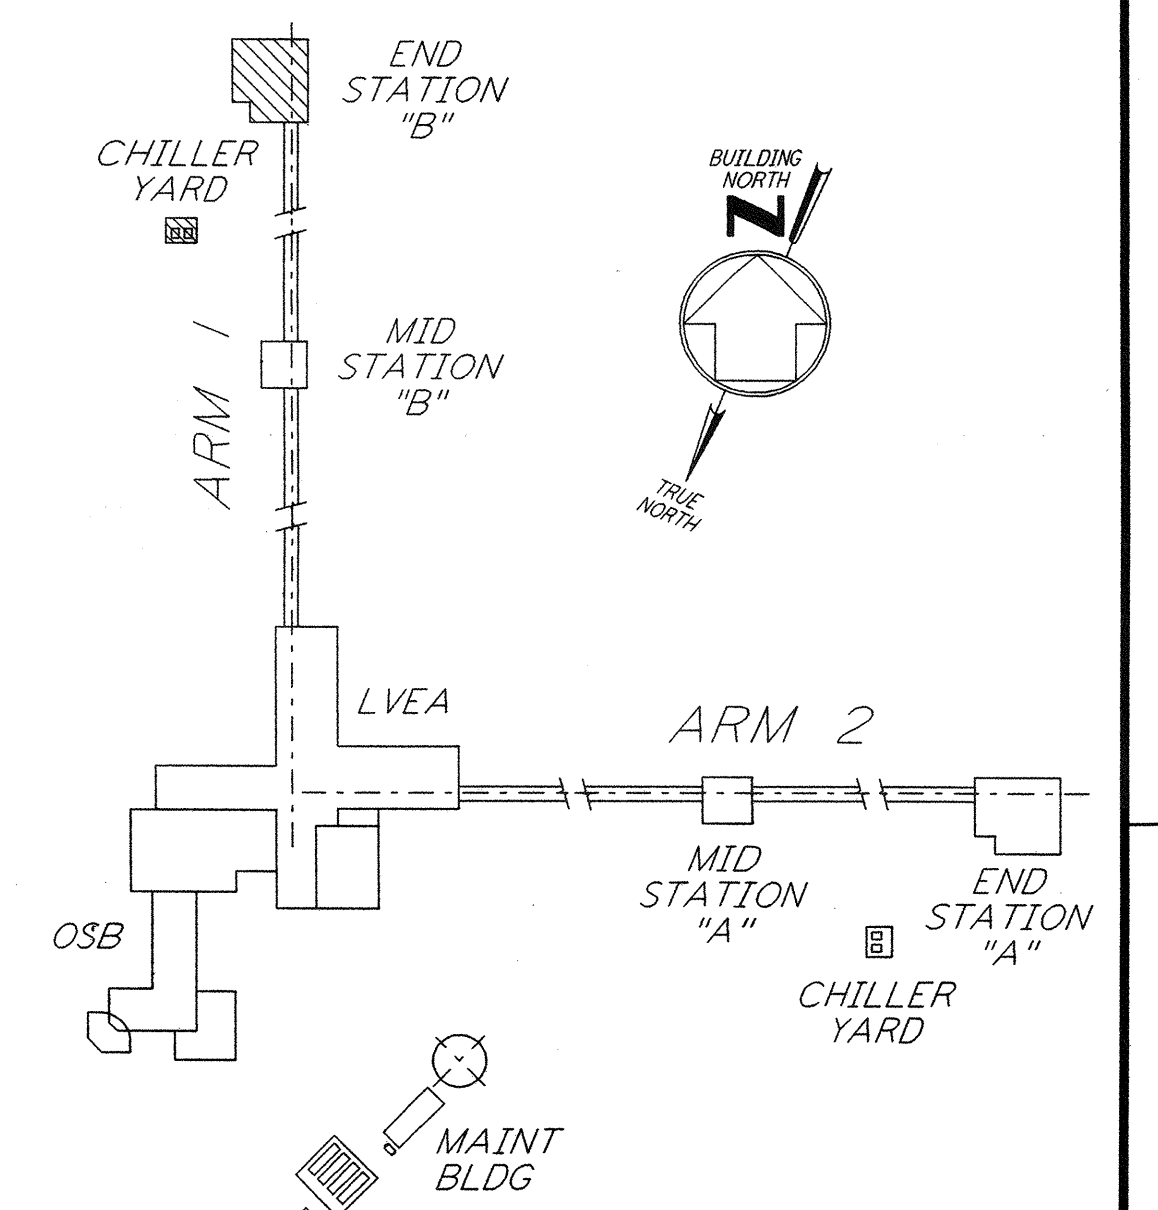 END
STATION
"B"
CHILLER
YARD
BUILDING
NORTH
N
MID
STATION
"B"
ARM 1
TRUE
NORTH
LVEA
ARM 2
MID
STATION
"A"
END
STATION
"A"
OSB
CHILLER
YARD
MAINT
BLDG